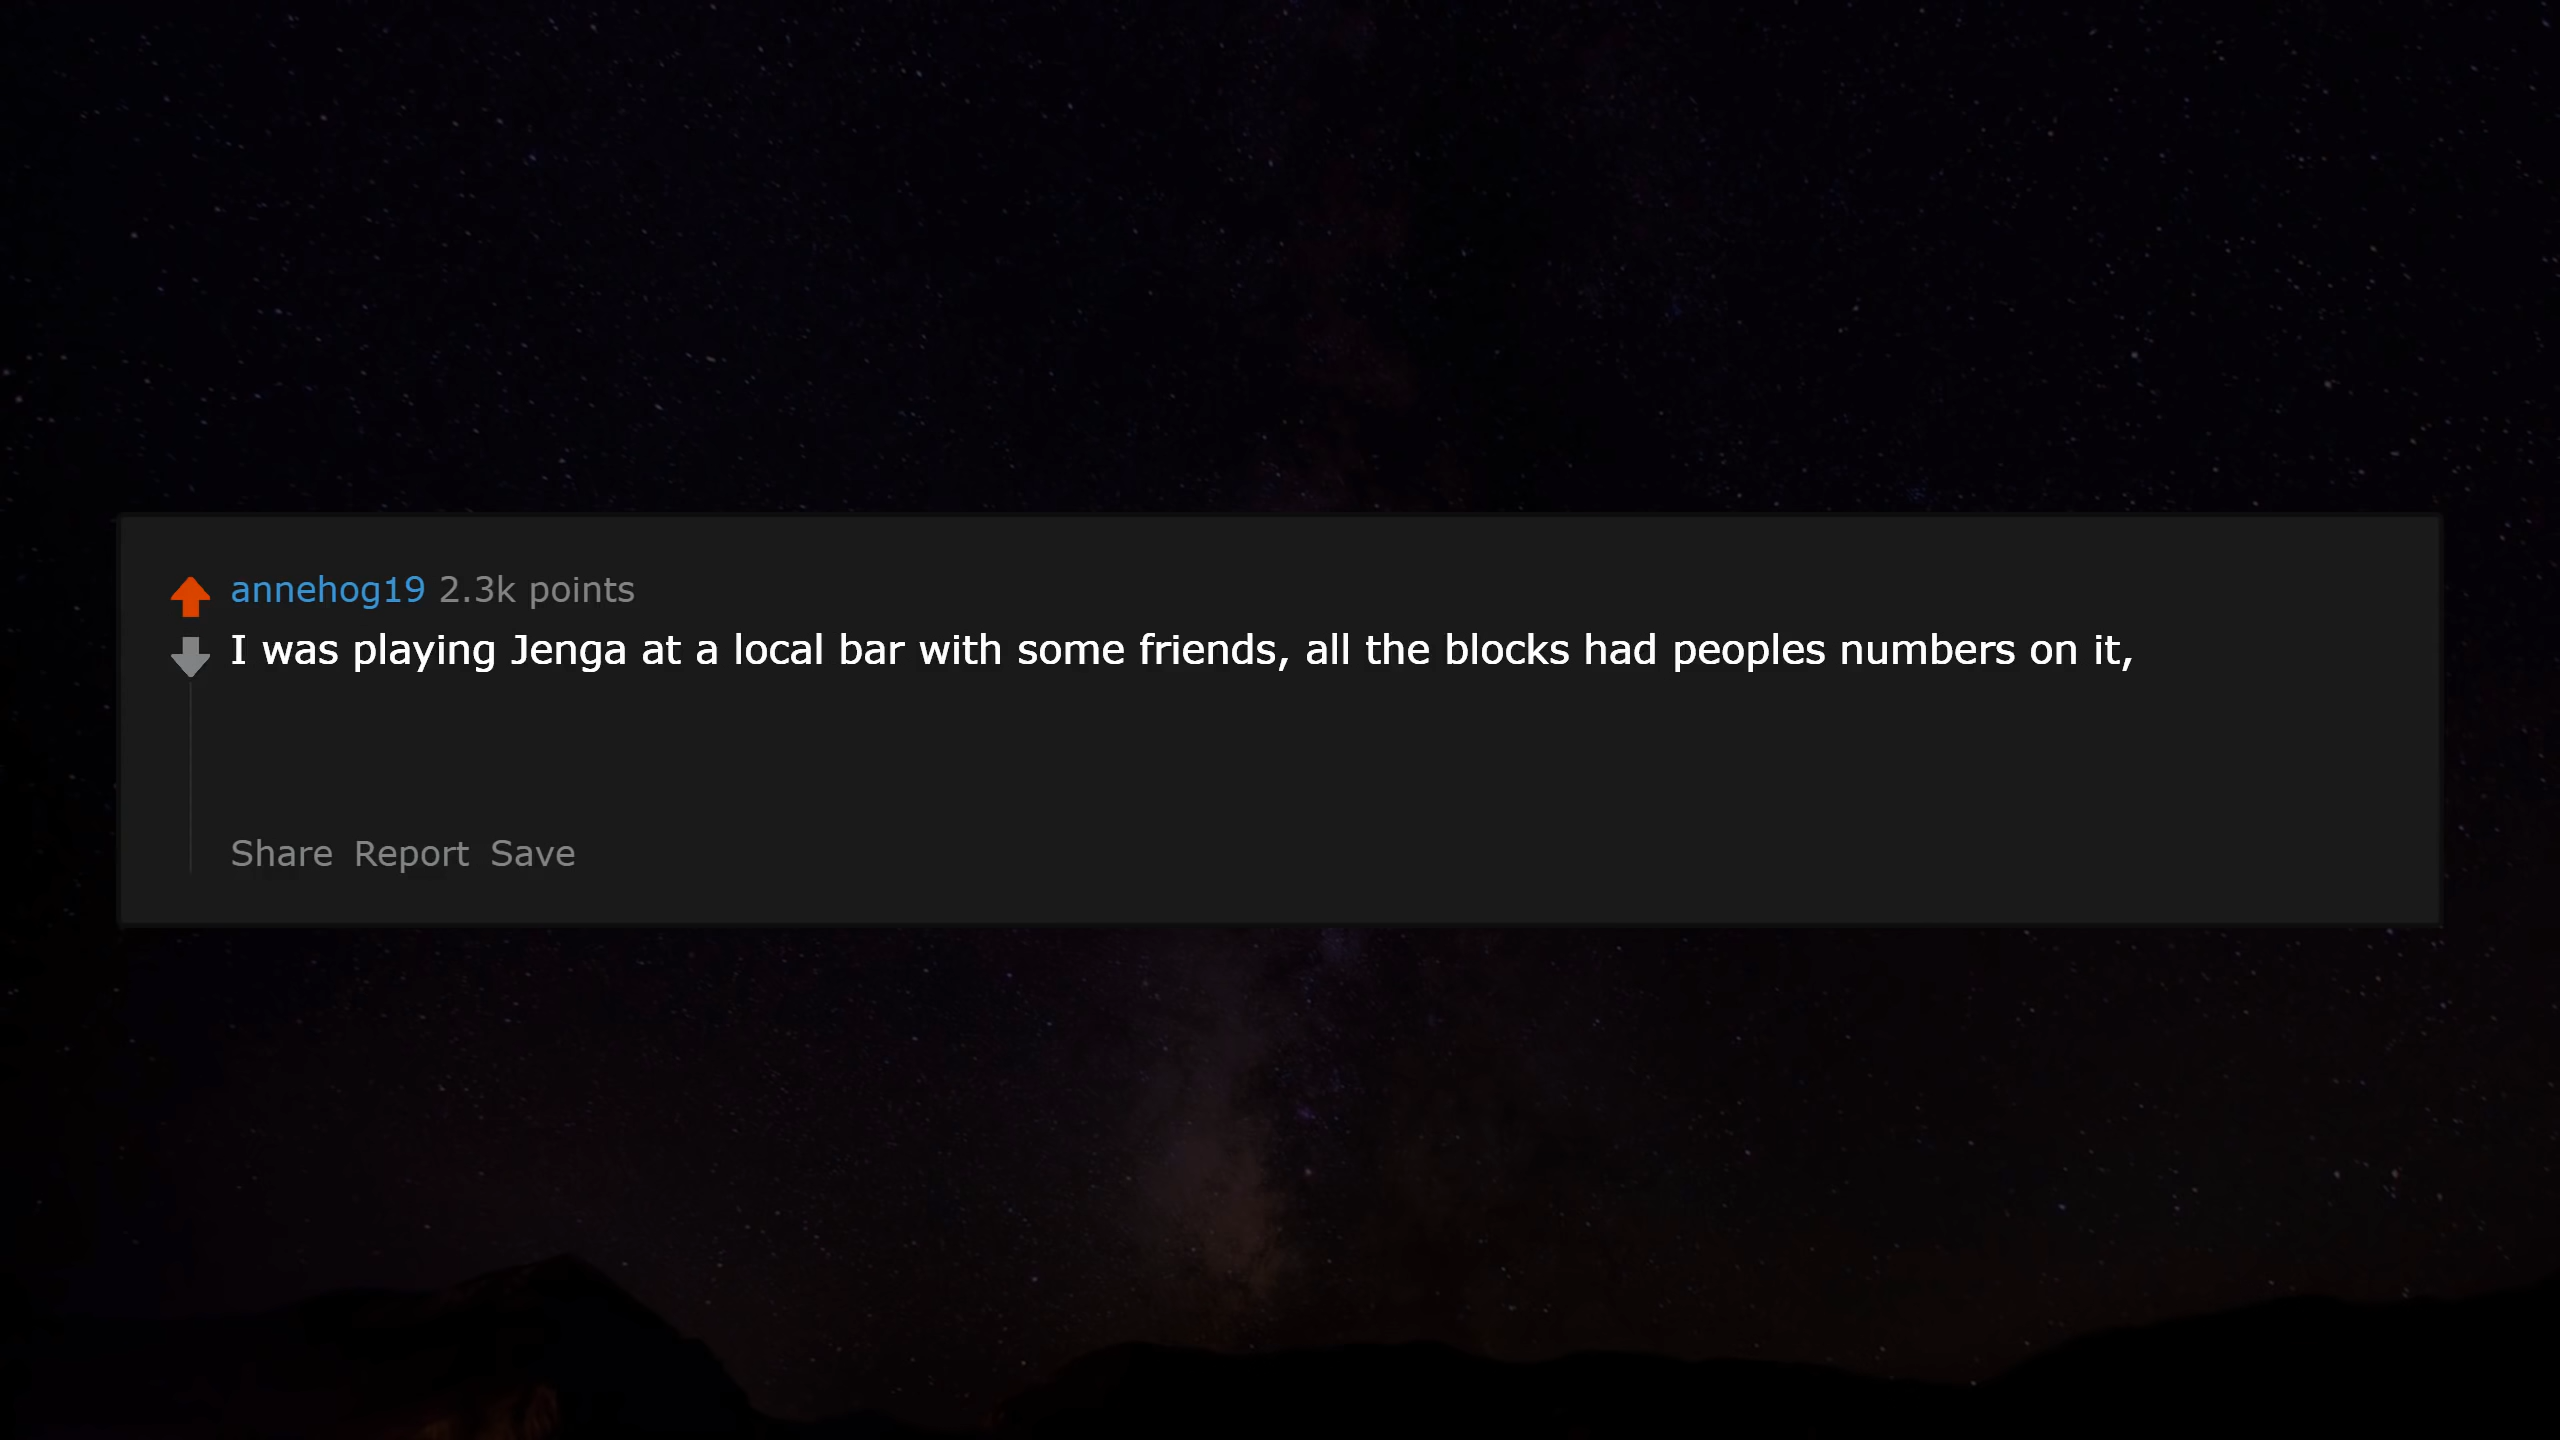 annehog19 2.3k points
I was playing Jenga at a local bar with some friends, all the blocks had peoples numbers on it,
Share Report Save